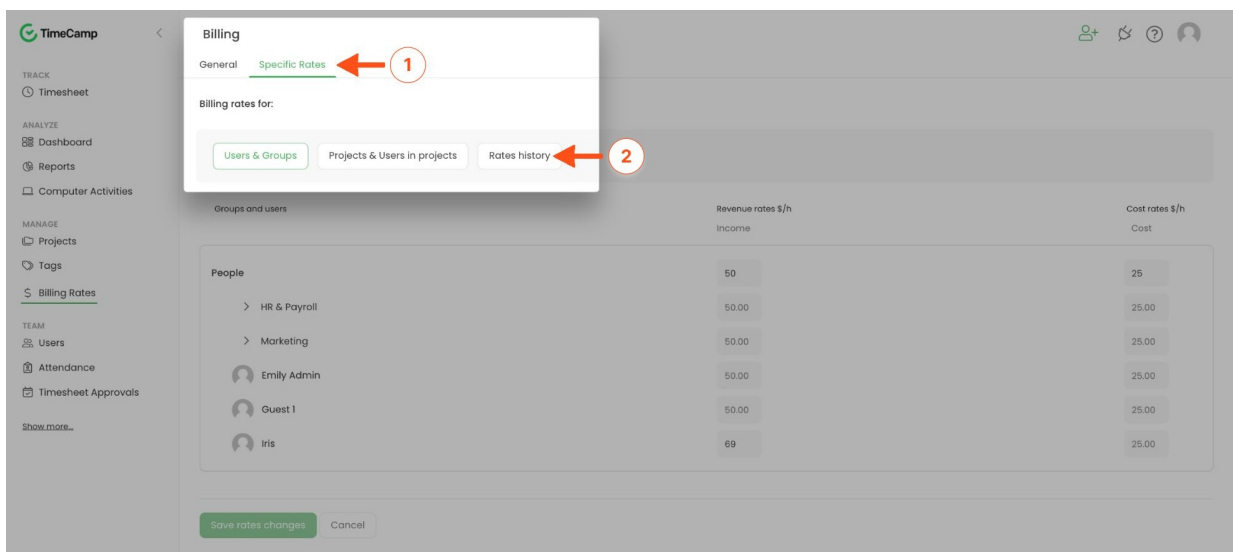 TimeCamp
TRACK
Timesheet
ANALYZE
Dashboard
Reports
Computer Activities
MANAGE
Projects
Tags
Billing Rates
TEAM
Users
Attendance
Timesheet Approvals
Show more...
Billing
General Specific Rates 1
Billing rates for:
Users & Groups Projects & Users in projects Rates history 2
Groups and users Revenue rates $/h Cost rates $/h
Income Cost
People 50 25
HR & Payroll 50.00 25.00
Marketing 50.00 25.00
Emily Admin 50.00 25.00
Guest 1 50.00 25.00
Iris 69 25.00
Save rates changes Cancel